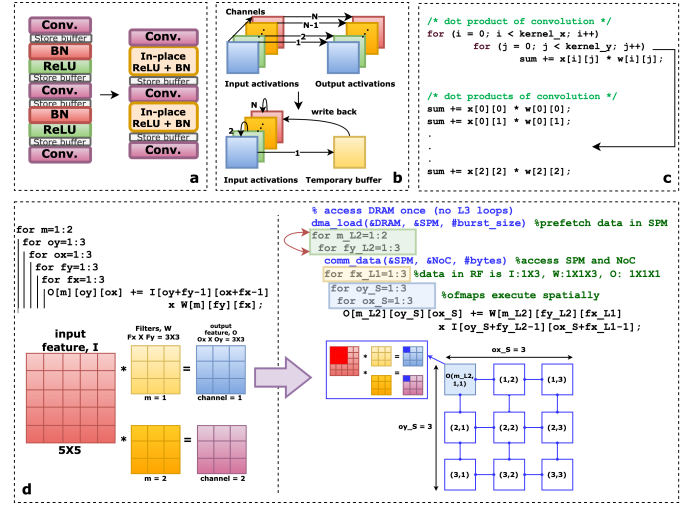 Conv.
Store buffer
BN
ReLU
Store buffer
Conv.
Store buffer
BN
ReLU
Store buffer
Conv.
Conv.
In-place
ReLU + BN
Store buffer
Conv.
In-place
ReLU + BN
Store buffer
Conv.
a
Channels
N
N-1
2
1
Input activations
Output activations
N
write back
2
1
Input activations
Temporary buffer
b
/* dot product of convolution */
for (i = 0; i < kernel_x; i++)
for (j = 0; j < kernel_y; j++)
sum += x[i][j] * w[i][j];
/* dot products of convolution */
sum += x[0][0] * w[0][0];
sum += x[0][1] * w[0][1];
.
.
.
sum += x[2][2] * w[2][2];
c
for m=1:2
for oy=1:3
for ox=1:3
for fy=1:3
for fx=1:3
O[m][oy][ox] += I[oy+fy-1][ox+fx-1]
x W[m][fy][fx];
input
feature, I
5X5
Filters, W
Fx X Fy = 3X3
*
=
m = 1
output
feature, O
Ox X Oy = 3X3
channel = 1
*
=
m = 2
channel = 2
d
% access DRAM once (no L3 loops)
dma_load(&DRAM, &SPM, #burst_size) %prefetch data in SPM
for m_L2=1:2
for fy_L2=1:3
comm_data(&SPM, &NoC, #bytes) %access SPM and NoC
for fx_L1=1:3 %data in RF is I:1X3, W:1X1X3, O: 1X1X1
for oy_S=1:3
for ox_S=1:3 %ofmaps execute spatially
O[m_L2][oy_S][ox_S] += W[m_L2][fy_L2][fx_L1]
x I[oy_S+fy_L2-1][ox_S+fx_L1-1];
*
=
*
=
ox_S = 3
oy_S = 3
O(m_L2,
1,1)
(1,2)
(1,3)
(2,1)
(2,2)
(2,3)
(3,1)
(3,2)
(3,3)